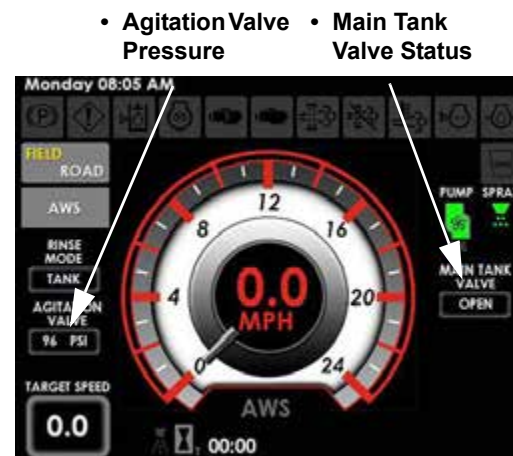 • Agitation Valve Pressure
• Main Tank Valve Status
Monday 08:05 AM
FIELD
ROAD
AWS
RINSE
MODE
TANK
AGITATION
VALVE
96 PSI
TARGET SPEED
0.0
0
4
8
12
16
20
24
0.0
MPH
AWS
00:00
PUMP SPRA
95
MAIN TANK
VALVE
OPEN